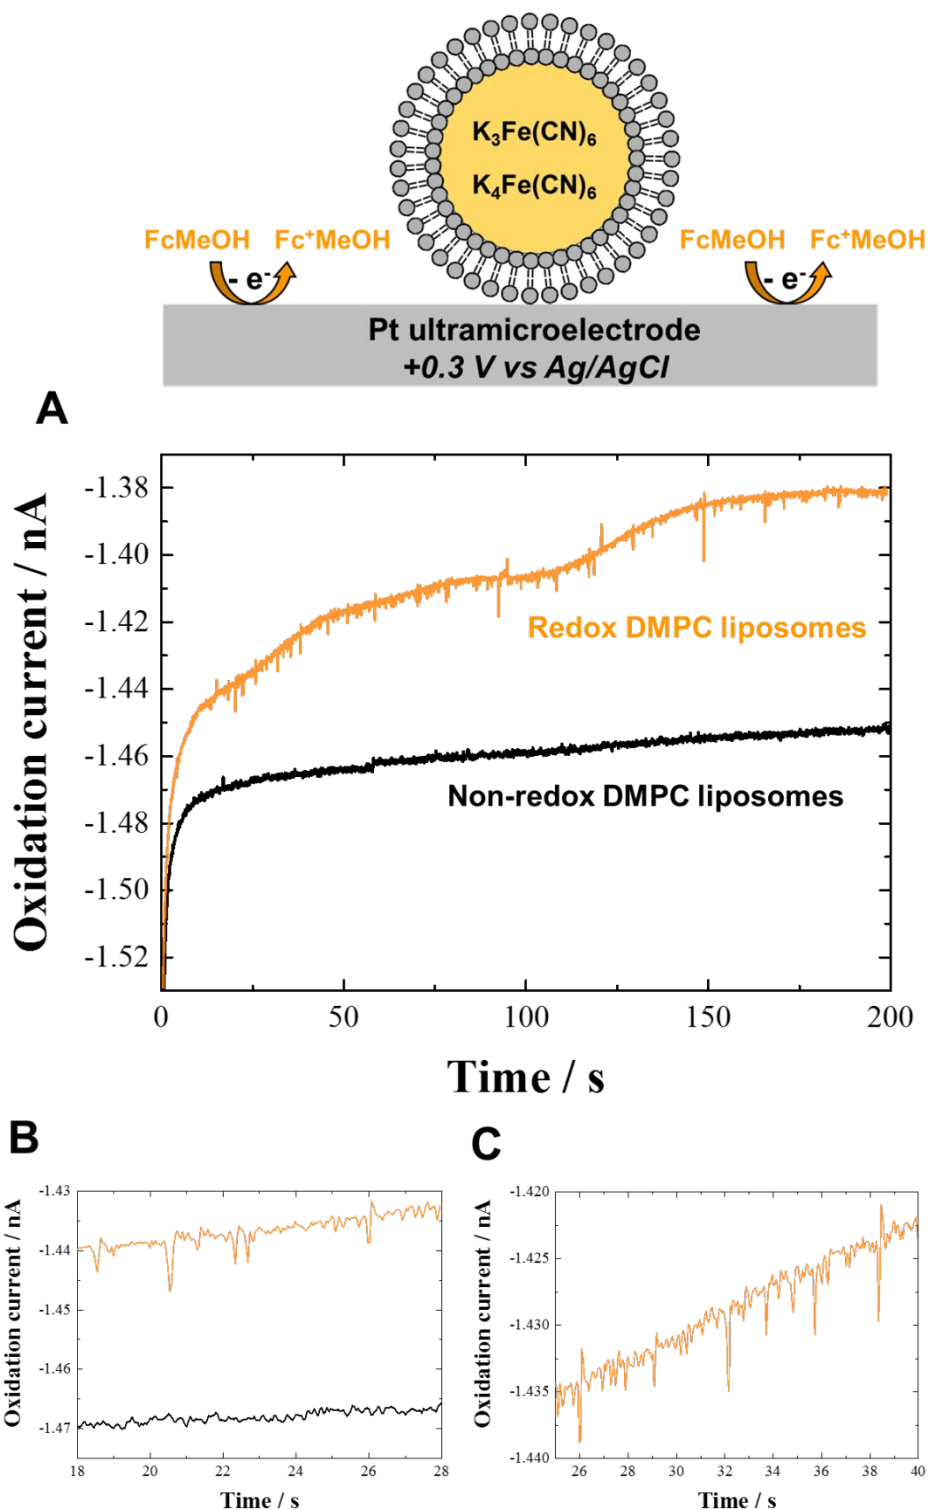 K3Fe(CN)6
K4Fe(CN)6
FcMeOH Fc+MeOH
- e-
FcMeOH Fc+MeOH
- e-
Pt ultramicroelectrode
+0.3 V vs Ag/AgCl
A
Oxidation current / nA
-1.38
-1.40
-1.42
-1.44
-1.46
-1.48
-1.50
-1.52
Redox DMPC liposomes
Non-redox DMPC liposomes
0 50 100 150 200
Time / s
B
Oxidation current / nA
-1.43
-1.44
-1.45
-1.46
-1.47
18 20 22 24 26 28
Time / s
C
Oxidation current / nA
-1.420
-1.425
-1.430
-1.435
-1.440
26 28 30 32 34 36 38 40
Time / s